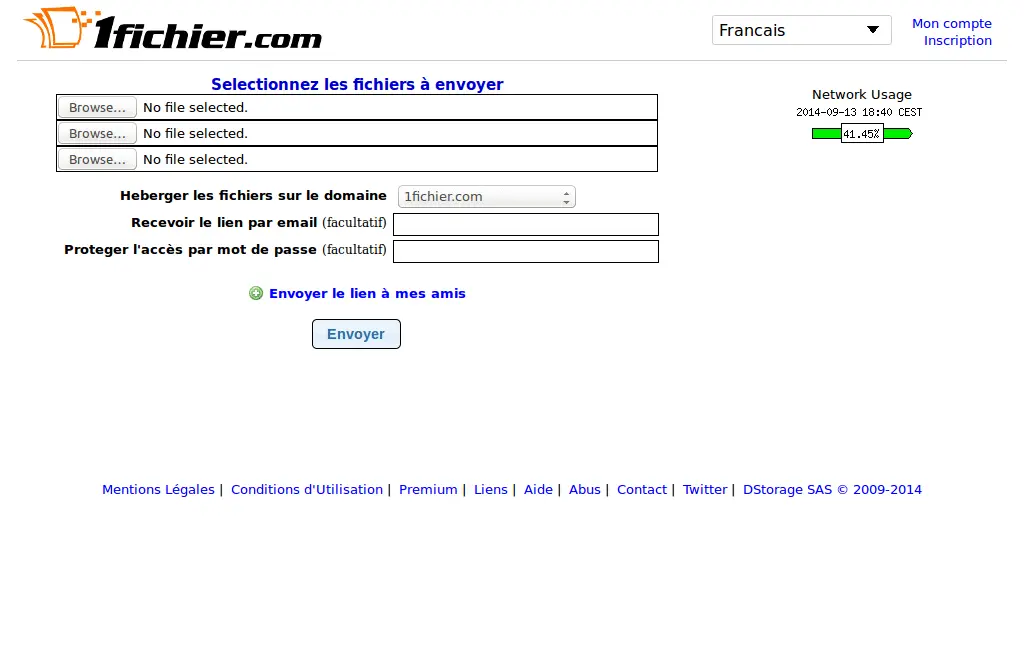 1fichier.com
Francais
Mon compte
Inscription
Selectionnez les fichiers à envoyer
Browse... No file selected.
Browse... No file selected.
Browse... No file selected.
Network Usage
2014-09-13 18:40 CEST
41.45%
Heberger les fichiers sur le domaine 1fichier.com
Recevoir le lien par email (facultatif)
Proteger l'accès par mot de passe (facultatif)
Envoyer le lien à mes amis
Envoyer
Mentions Légales | Conditions d'Utilisation | Premium | Liens | Aide | Abus | Contact | Twitter | DStorage SAS © 2009-2014